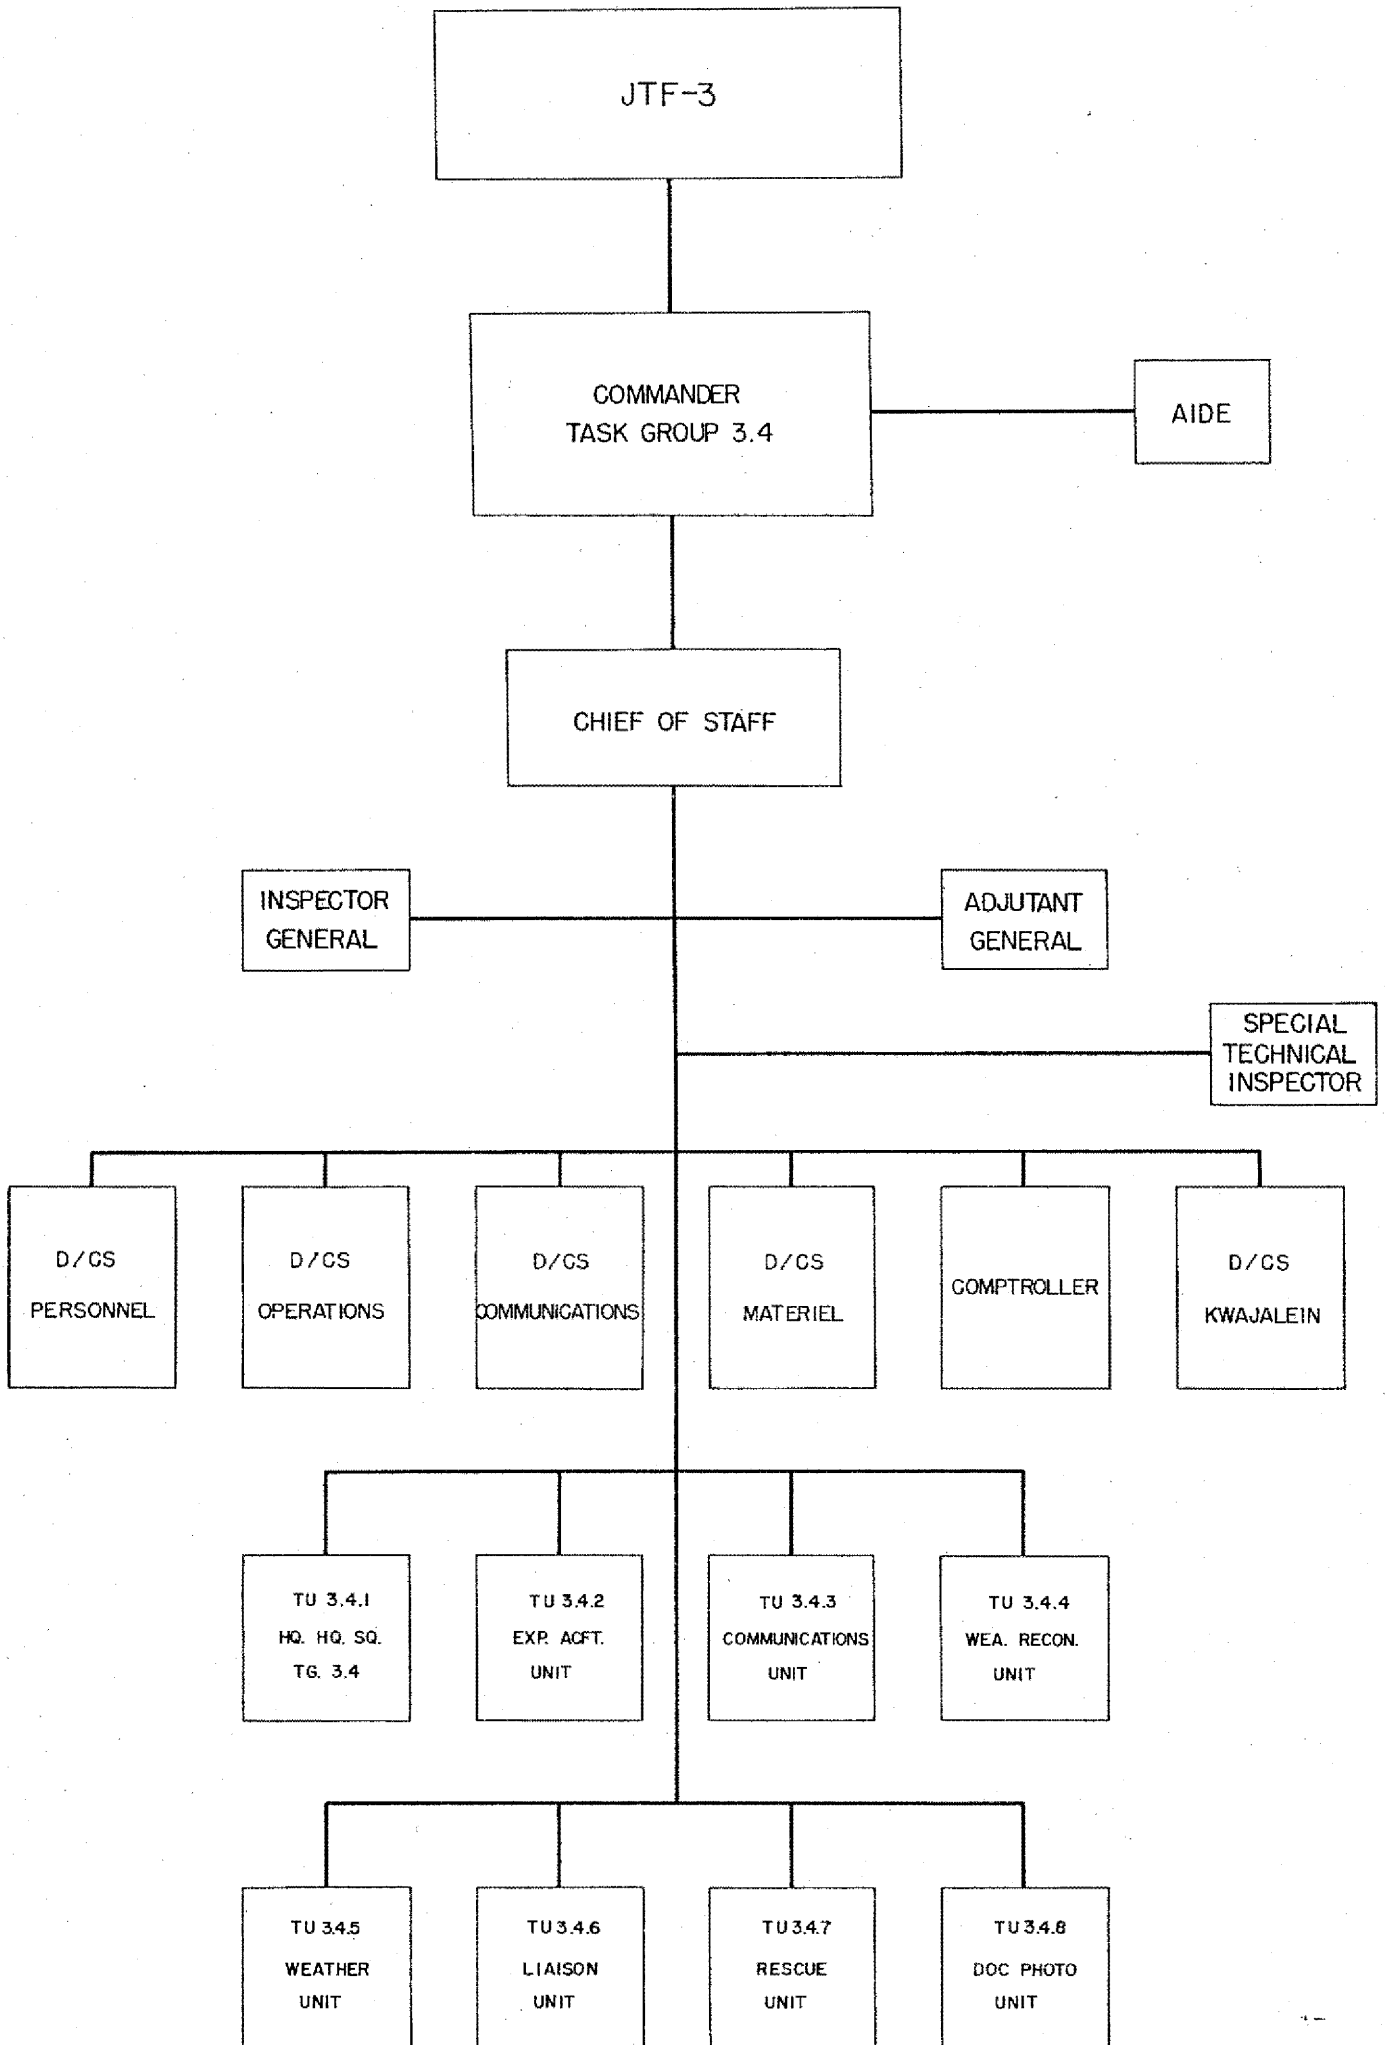 JTF-3
COMMANDER
TASK GROUP 3.4
AIDE
CHIEF OF STAFF
INSPECTOR
GENERAL
ADJUTANT
GENERAL
SPECIAL
TECHNICAL
INSPECTOR
D/CS
PERSONNEL
D/CS
OPERATIONS
D/CS
COMMUNICATIONS
D/CS
MATERIEL
COMPTROLLER
D/CS
KWAJALEIN
TU 3.4.1
HQ. HQ. SQ.
TG. 3.4
TU 3.4.2
EXP. ACFT.
UNIT
TU 3.4.3
COMMUNICATIONS
UNIT
TU 3.4.4
WEA. RECON.
UNIT
TU 3.4.5
WEATHER
UNIT
TU 3.4.6
LIAISON
UNIT
TU 3.4.7
RESCUE
UNIT
TU 3.4.8
DOC PHOTO
UNIT